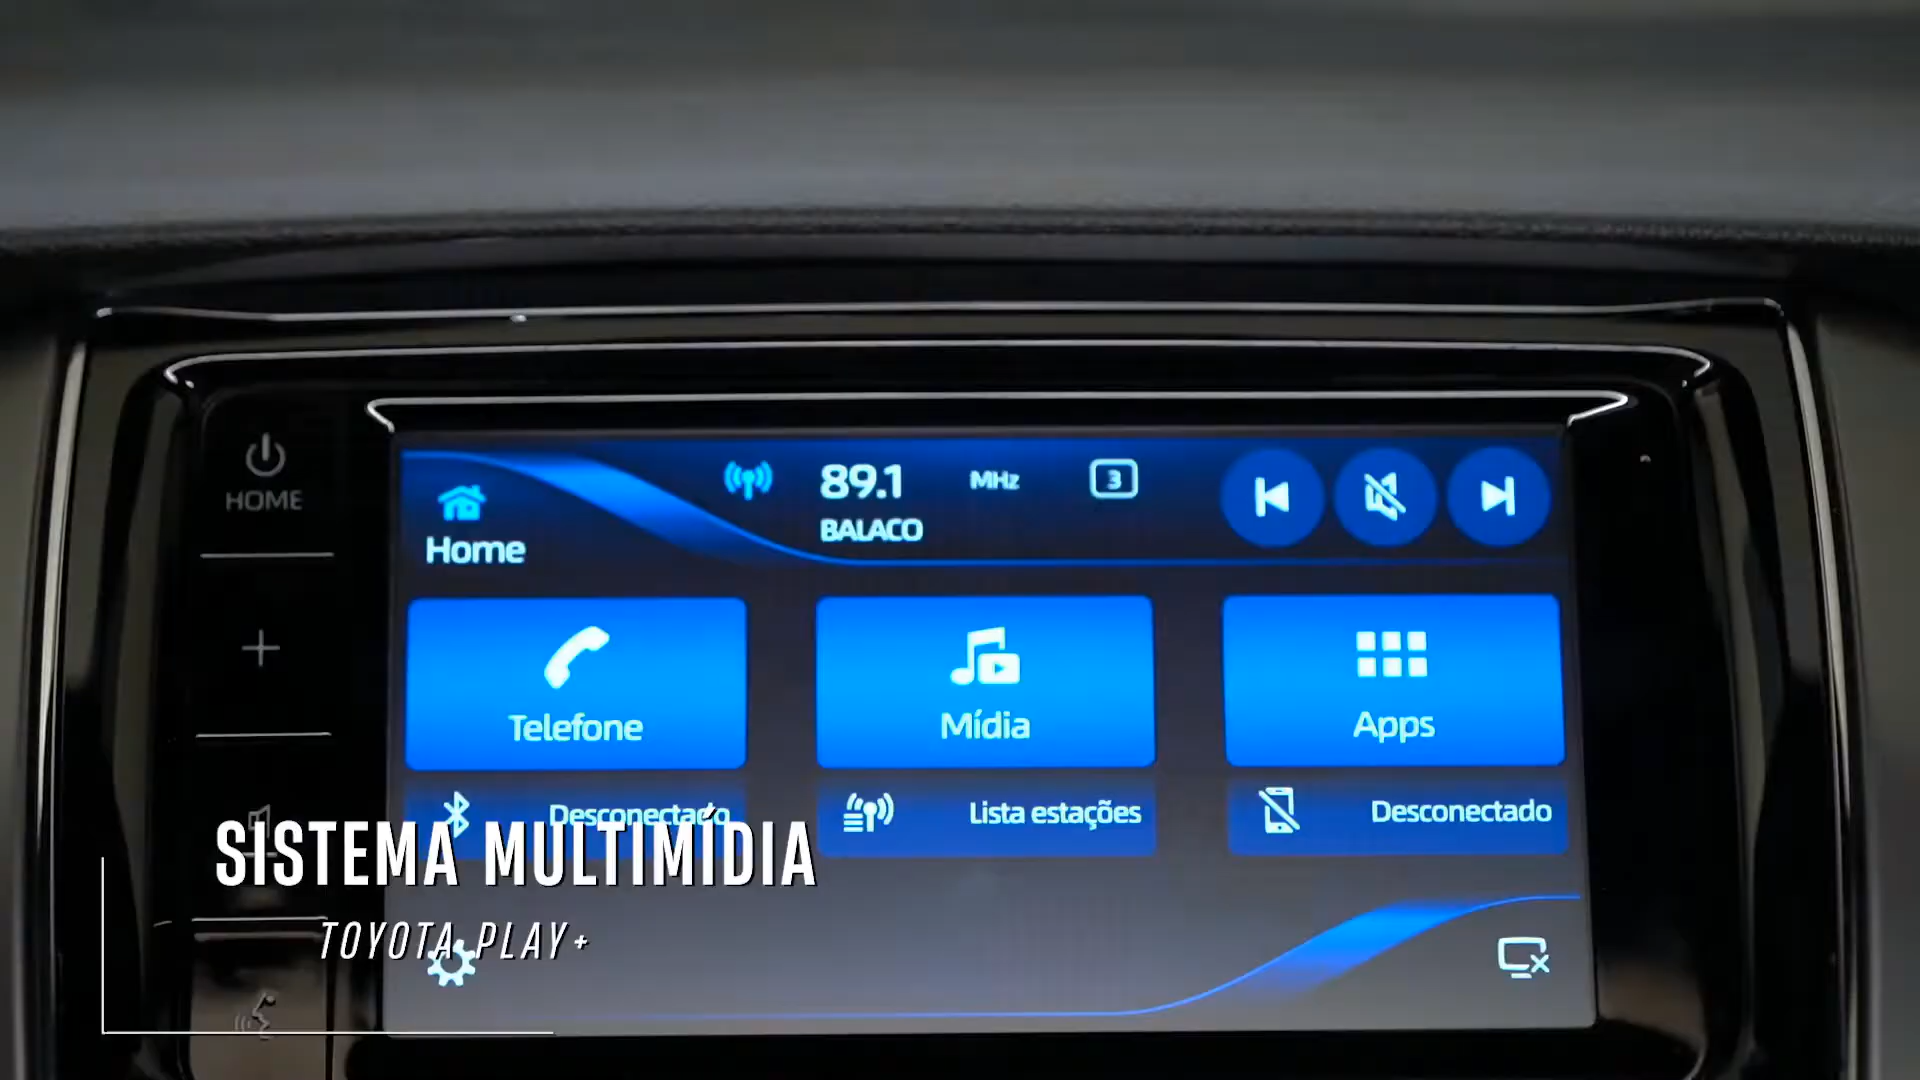 HOME
89.1 MHz 3
BALACO
Home
Telefone
Mídia
Apps
Desconectado
Lista estações
Desconectado
SISTEMA MULTIMÍDIA
TOYOTA PLAY+